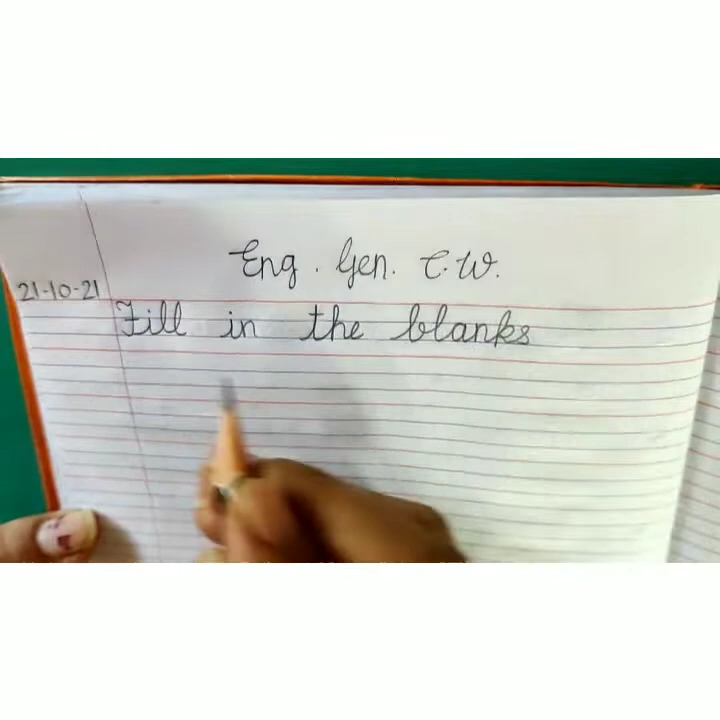 Eng. Gen. C.W.
21-10-21
Fill in the blanks